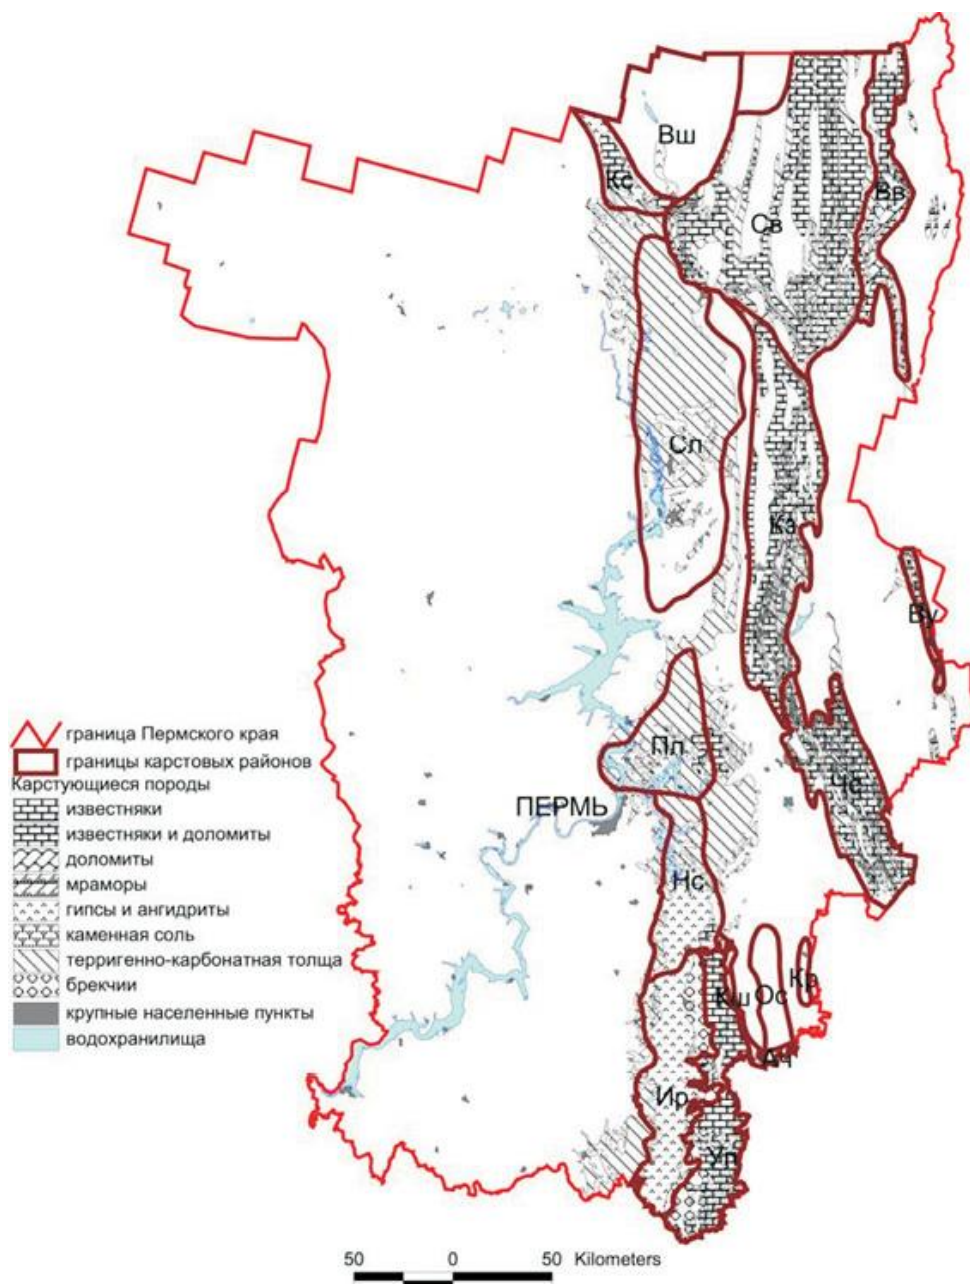 Вш
Кс
Вв
Св
Сл
Кз
Ву
граница Пермского края
границы карстовых районов
Карстующиеся породы
известняки
известняки и доломиты
доломиты
мраморы
гипсы и ангидриты
каменная соль
терригенно-карбонатная толща
брекчии
крупные населенные пункты
водохранилища
Пл
ПЕРМЬ
Чс
Нс
Кр
Кш
Ос
Ач
Ир
Уп
50 0 50 Kilometers